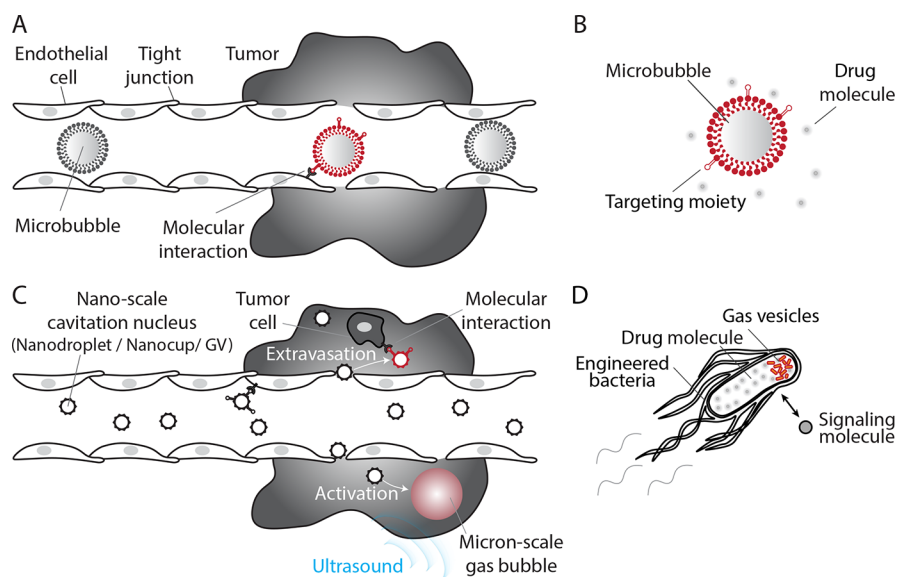 A
Endothelial
cell
Tight
junction
Tumor
Microbubble
Molecular
interaction
B
Microbubble
Drug
molecule
Targeting moiety
C
Nano-scale
cavitation nucleus
(Nanodroplet / Nanocup/ GV)
Tumor
cell
Molecular
interaction
Extravasation
Activation
Ultrasound
Micron-scale
gas bubble
D
Gas vesicles
Drug molecule
Engineered
bacteria
Signaling
molecule